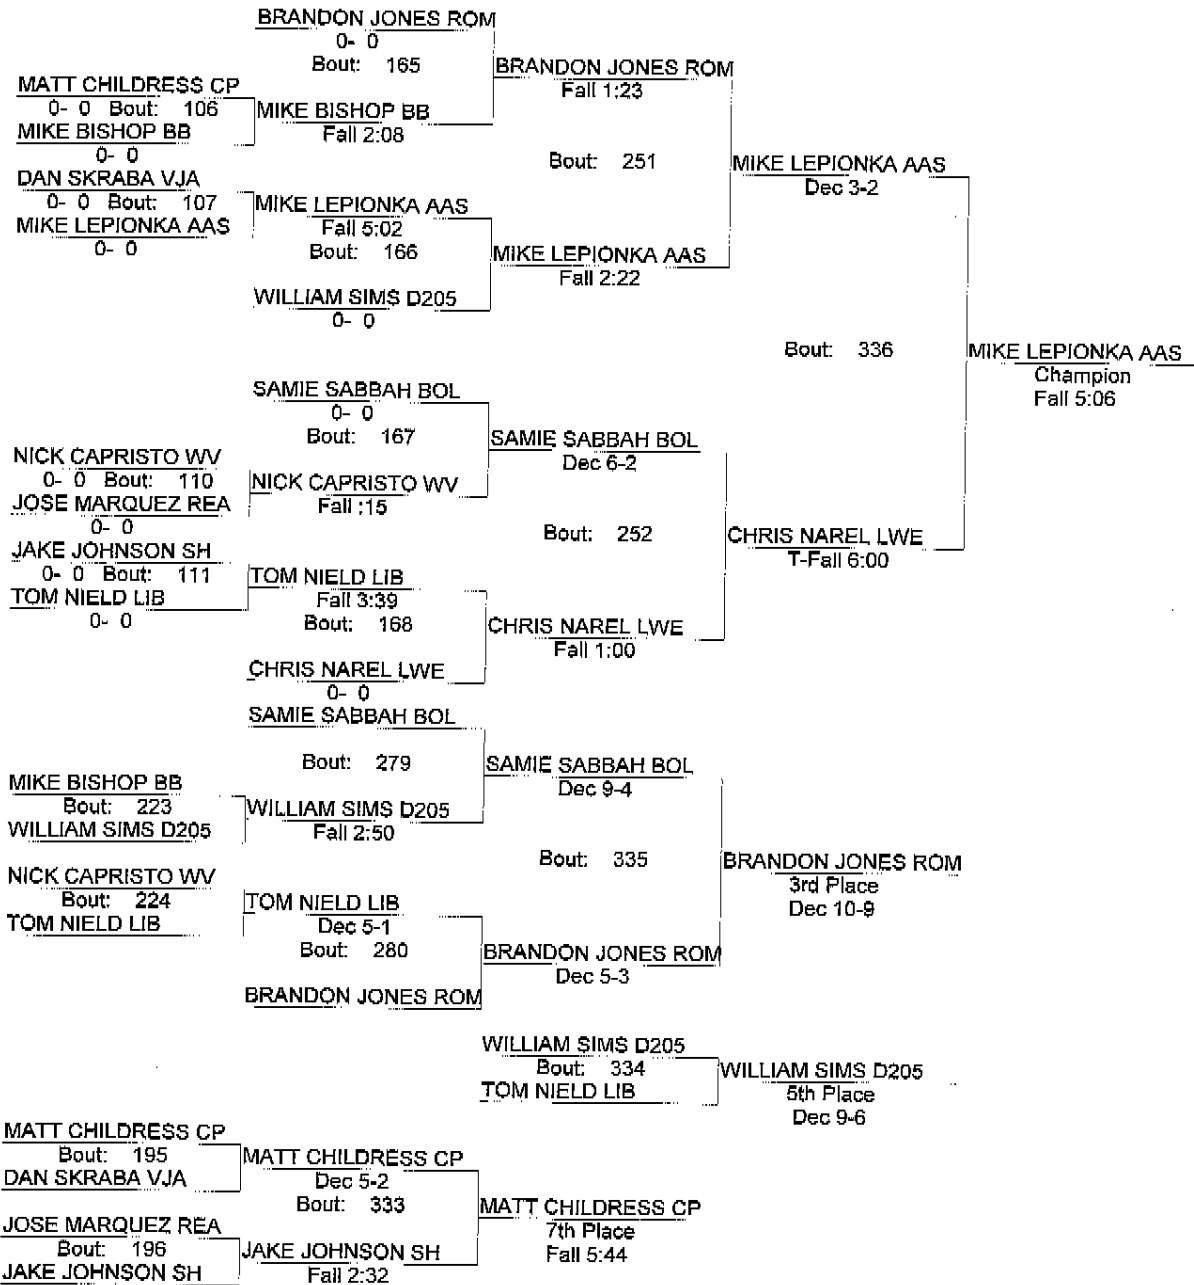 BRANDON JONES ROM
0- 0
Bout: 165
BRANDON JONES ROM
Fall 1:23
MATT CHILDRESS CP
0- 0 Bout: 106
MIKE BISHOP BB
Fall 2:08
MIKE BISHOP BB
0- 0
Bout: 251
MIKE LEPIONKA AAS
Dec 3-2
DAN SKRABA VJA
0- 0 Bout: 107
MIKE LEPIONKA AAS
Fall 5:02
MIKE LEPIONKA AAS
0- 0
Bout: 166
MIKE LEPIONKA AAS
Fall 2:22
WILLIAM SIMS D205
0- 0
Bout: 336
MIKE LEPIONKA AAS
Champion
Fall 5:06
SAMIE SABBAH BOL
0- 0
Bout: 167
SAMIE SABBAH BOL
Dec 6-2
NICK CAPRISTO WV
0- 0 Bout: 110
NICK CAPRISTO WV
Fall :15
JOSE MARQUEZ REA
0- 0
Bout: 252
CHRIS NAREL LWE
T-Fall 6:00
JAKE JOHNSON SH
0- 0 Bout: 111
TOM NIELD LIB
Fall 3:39
TOM NIELD LIB
0- 0
Bout: 168
CHRIS NAREL LWE
Fall 1:00
CHRIS NAREL LWE
0- 0
SAMIE SABBAH BOL
Bout: 279
SAMIE SABBAH BOL
Dec 9-4
MIKE BISHOP BB
Bout: 223
WILLIAM SIMS D205
WILLIAM SIMS D205
Fall 2:50
Bout: 335
BRANDON JONES ROM
3rd Place
Dec 10-9
NICK CAPRISTO WV
Bout: 224
TOM NIELD LIB
TOM NIELD LIB
Dec 5-1
Bout: 280
BRANDON JONES ROM
Dec 5-3
BRANDON JONES ROM
WILLIAM SIMS D205
Bout: 334
TOM NIELD LIB
WILLIAM SIMS D205
5th Place
Dec 9-6
MATT CHILDRESS CP
Bout: 195
DAN SKRABA VJA
MATT CHILDRESS CP
Dec 5-2
Bout: 333
MATT CHILDRESS CP
7th Place
Fall 5:44
JOSE MARQUEZ REA
Bout: 196
JAKE JOHNSON SH
JAKE JOHNSON SH
Fall 2:32